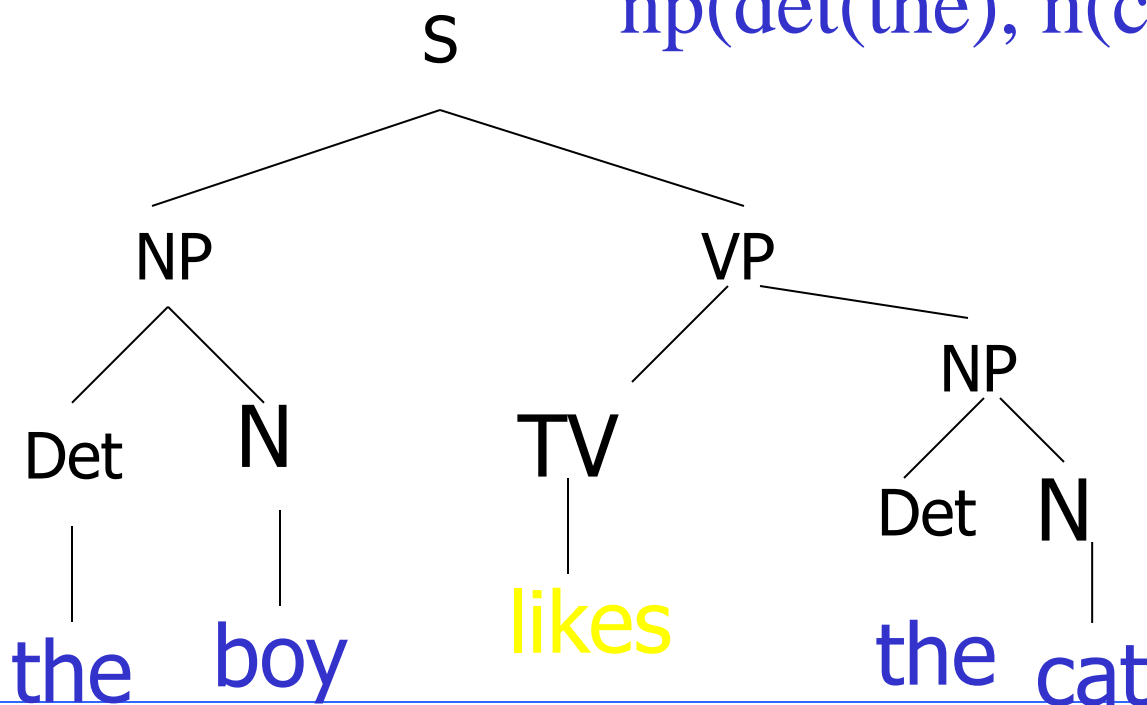 S np(det(the), n(c
NP VP
NP
Det N TV
Det N
likes
the boy the cat